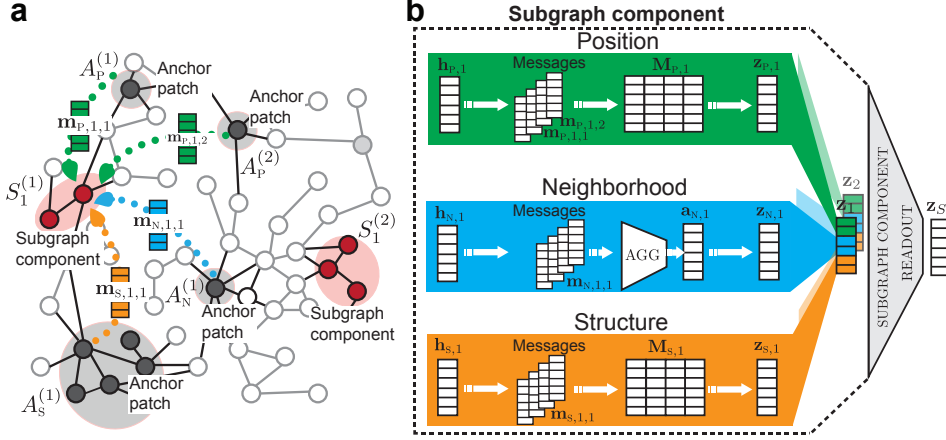 a
A_P^(1)
Anchor
patch
m_P,1,1
m_P,1,2
Anchor
patch
A_P^(2)
S_1^(1)
Subgraph
component
m_N,1,1
S_1^(2)
m_S,1,1
A_N^(1)
Anchor
patch
Subgraph
component
A_S^(1)
Anchor
patch
b
Subgraph component
Position
h_P,1
Messages
m_P,1,2
m_P,1,1
M_P,1
z_P,1
Neighborhood
h_N,1
Messages
m_N,1,1
AGG
a_N,1
z_N,1
Structure
h_S,1
Messages
m_S,1,1
M_S,1
z_S,1
z_2
z_1
SUBGRAPH COMPONENT
READOUT
z_S